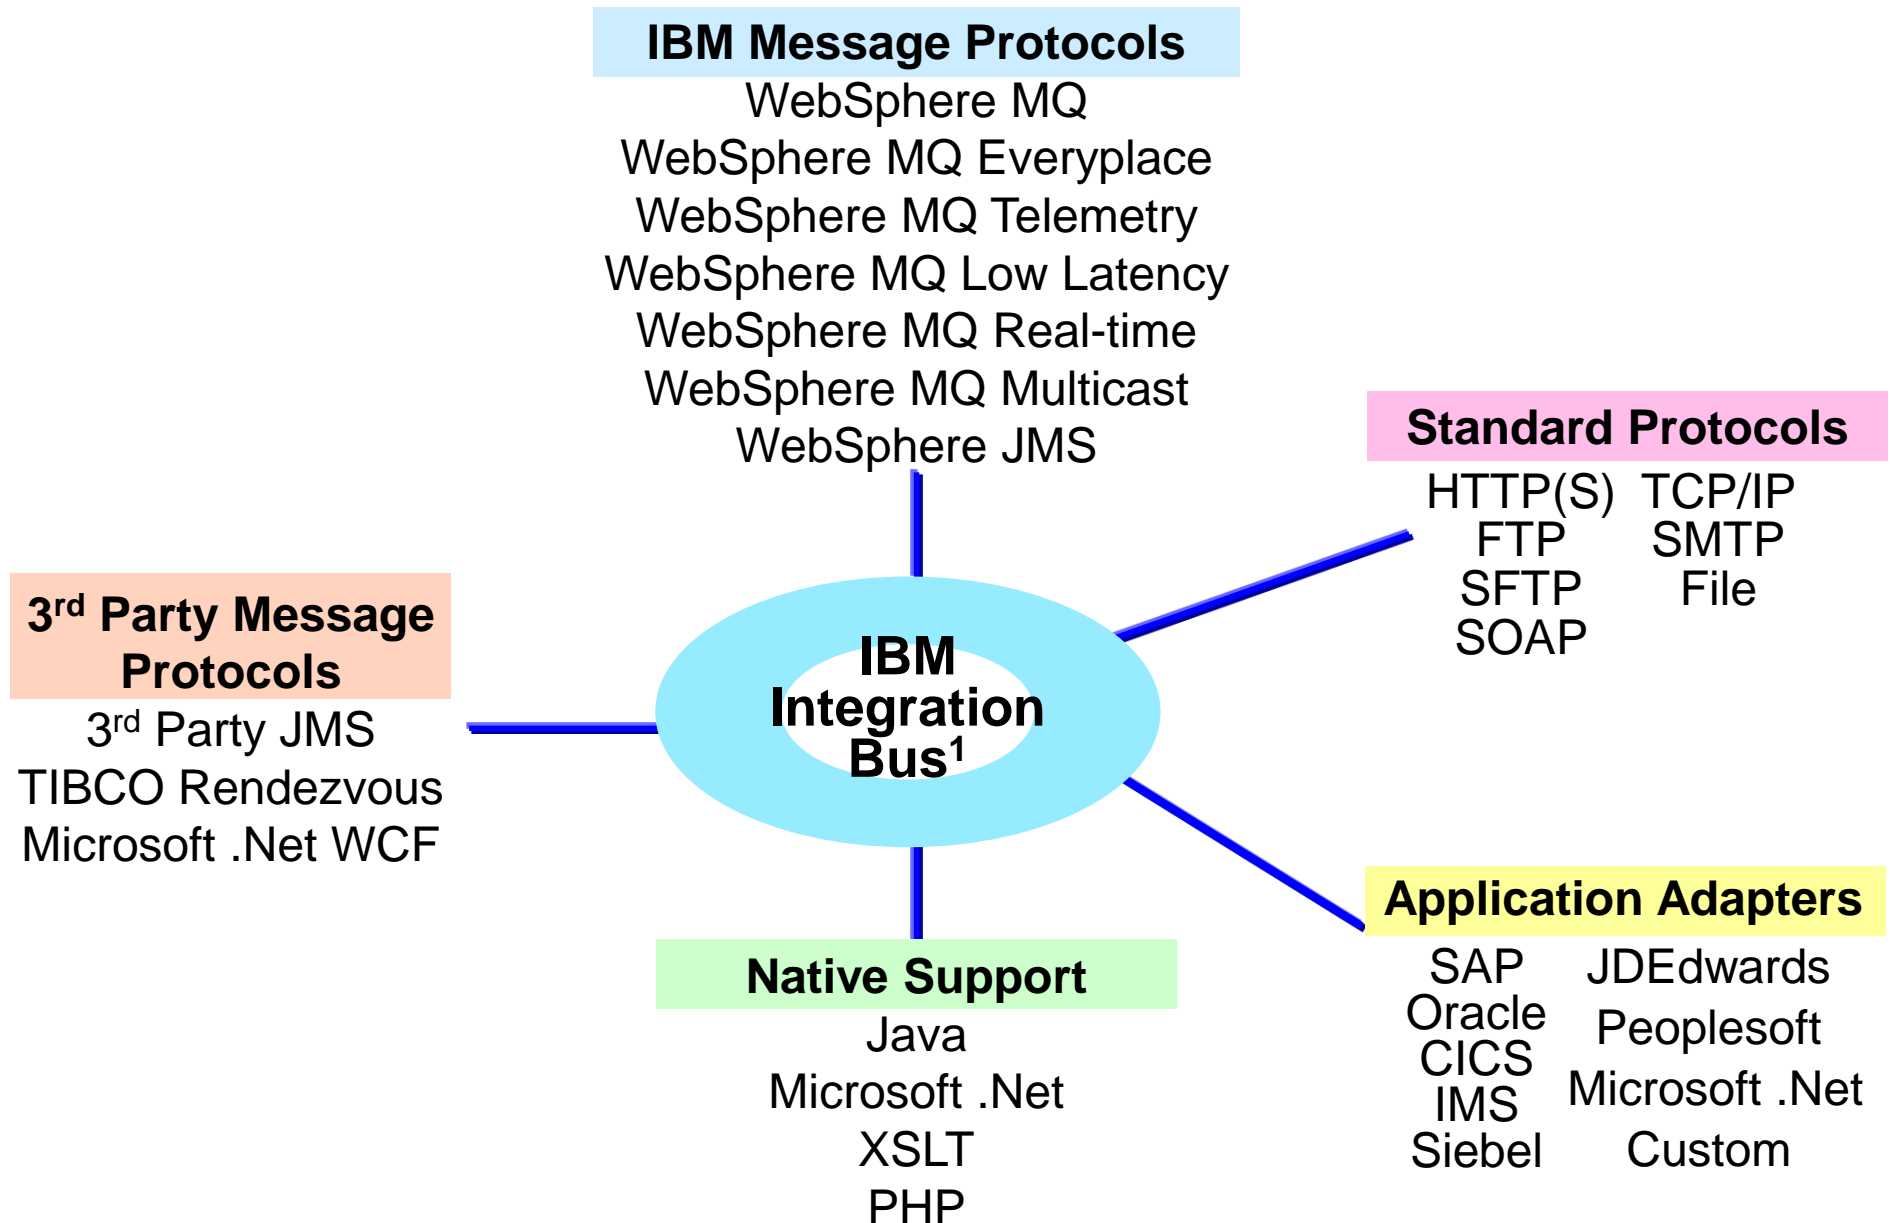 IBM Message Protocols
WebSphere MQ
WebSphere MQ Everyplace
WebSphere MQ Telemetry
WebSphere MQ Low Latency
WebSphere MQ Real-time
WebSphere MQ Multicast
WebSphere JMS
Standard Protocols
HTTP(S) TCP/IP
FTP SMTP
SFTP File
SOAP
3rd Party Message
Protocols
3rd Party JMS
TIBCO Rendezvous
Microsoft .Net WCF
IBM
Integration
Bus1
Native Support
Java
Microsoft .Net
XSLT
PHP
Application Adapters
SAP
Oracle
CICS
IMS
Siebel
JDEdwards
Peoplesoft
Microsoft .Net
Custom